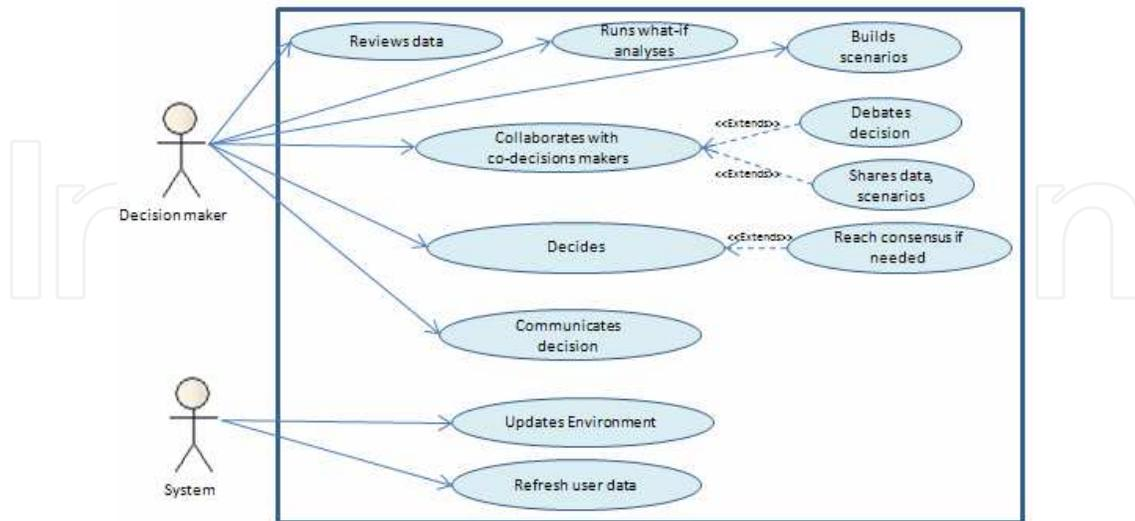 Reviews data
Runs what-if
analyses
Builds
scenarios
Collaborates with
co-decisions makers
<<Extends>>
Debates
decision
<<Extends>>
Shares data,
scenarios
Decision maker
Decides
<<Extends>>
Reach consensus if
needed
Communicates
decision
Updates Environment
System
Refresh user data